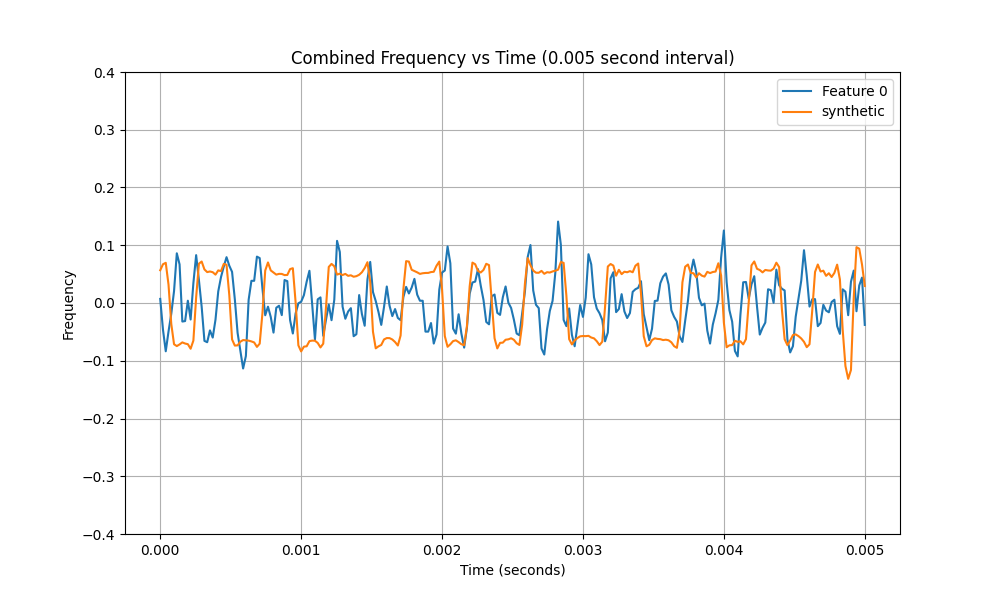 Combined Frequency vs Time (0.005 second interval)
Feature 0
synthetic
0.4
0.3
0.2
0.1
0.0
−0.1
−0.2
−0.3
−0.4
Frequency
0.000 0.001 0.002 0.003 0.004 0.005
Time (seconds)